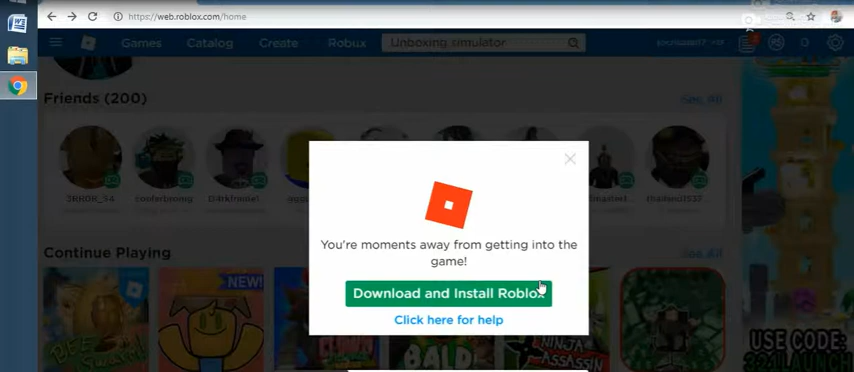 https://web.roblox.com/home
Games
Catalog
Create
Robux
Unboxing simulator
Friends (200)
See All
You're moments away from getting into the
game!
Download and Install Roblox
Click here for help
Continue Playing
See All
NEW!
BEE
BALDI
NINJA
ASSASSIN
USE CODE:
321LAUNCH